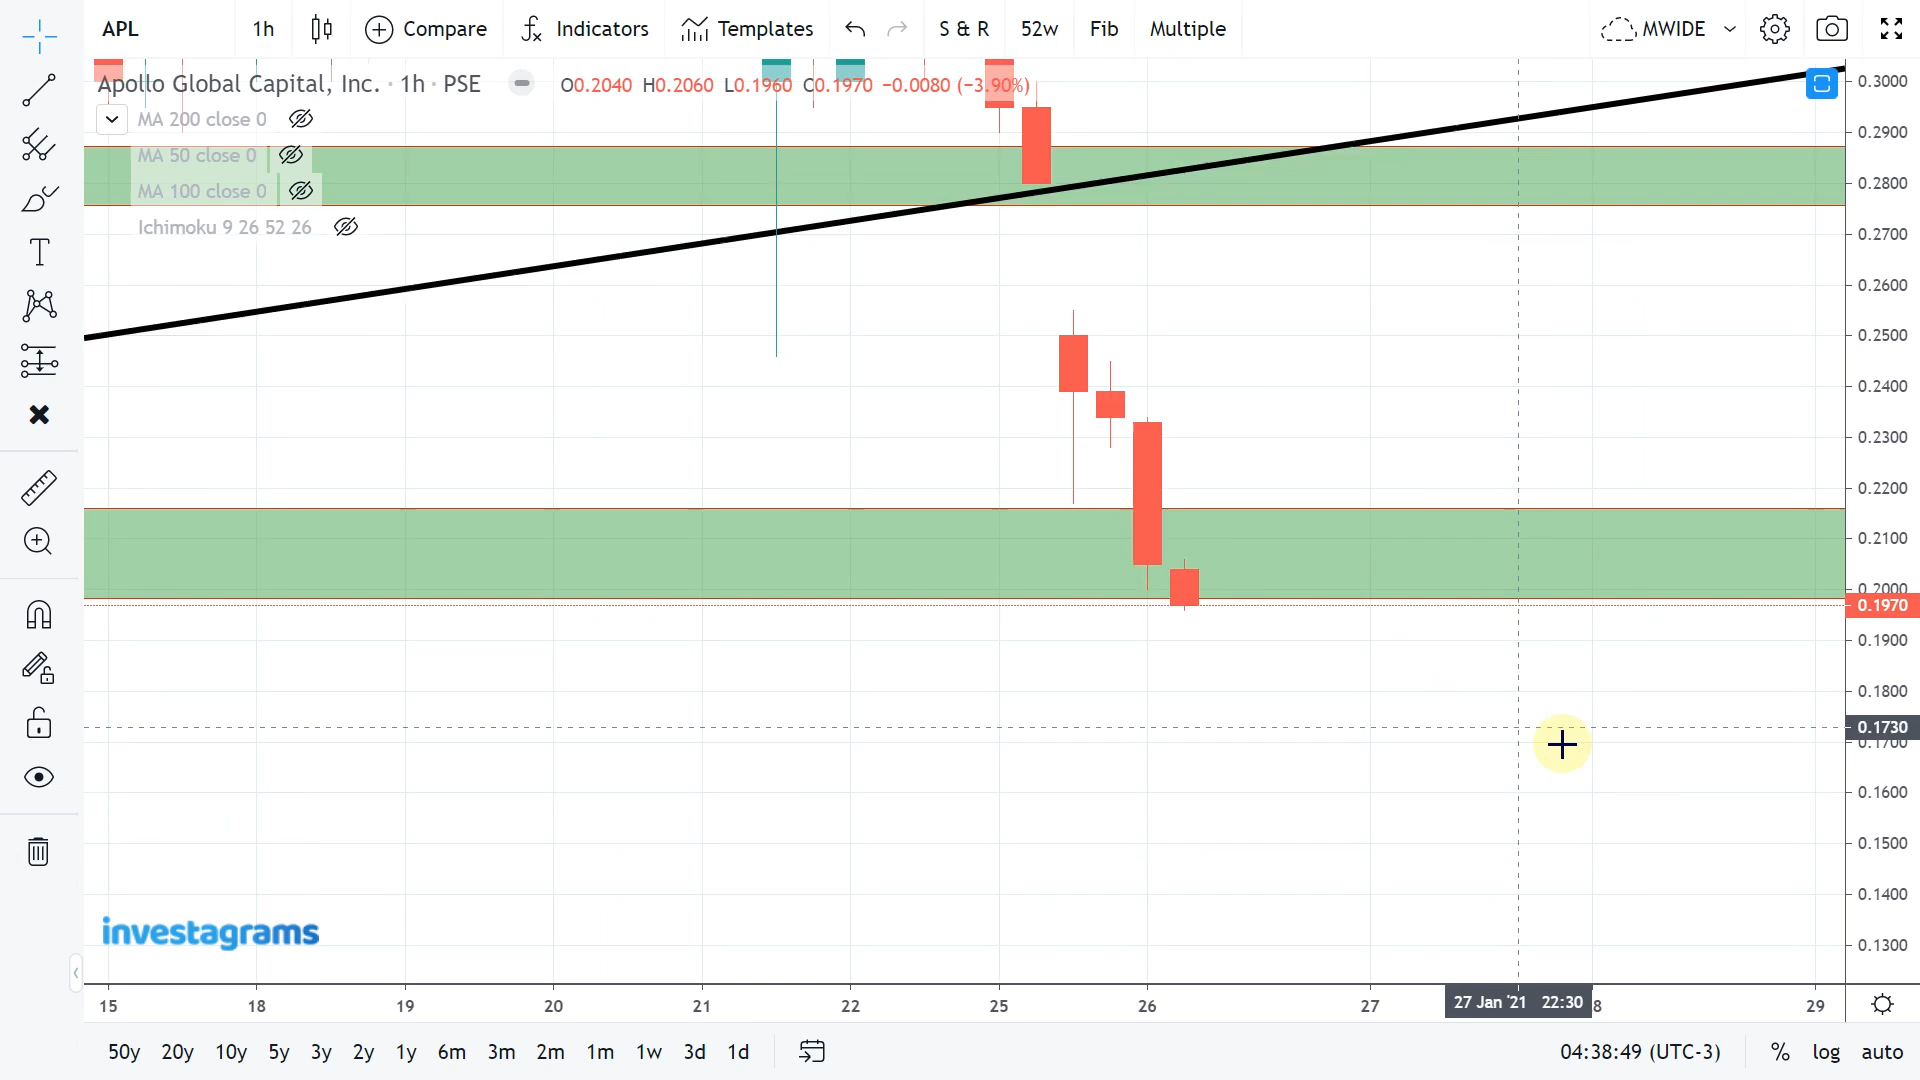 APL 1h Compare Indicators Templates S & R 52w Fib Multiple MWIDE
Apollo Global Capital, Inc. · 1h · PSE O0.2040 H0.2060 L0.1960 C0.1970 −0.0080 (−3.90%)
MA 200 close 0
MA 50 close 0
MA 100 close 0
Ichimoku 9 26 52 26
0.3000
0.2900
0.2800
0.2700
0.2600
0.2500
0.2400
0.2300
0.2200
0.2100
0.2000
0.1970
0.1900
0.1800
0.1730
0.1700
0.1600
0.1500
0.1400
0.1300
investagrams
15 18 19 20 21 22 25 26 27 27 Jan '21 22:30 8 29
50y 20y 10y 5y 3y 2y 1y 6m 3m 2m 1m 1w 3d 1d 04:38:49 (UTC-3) % log auto